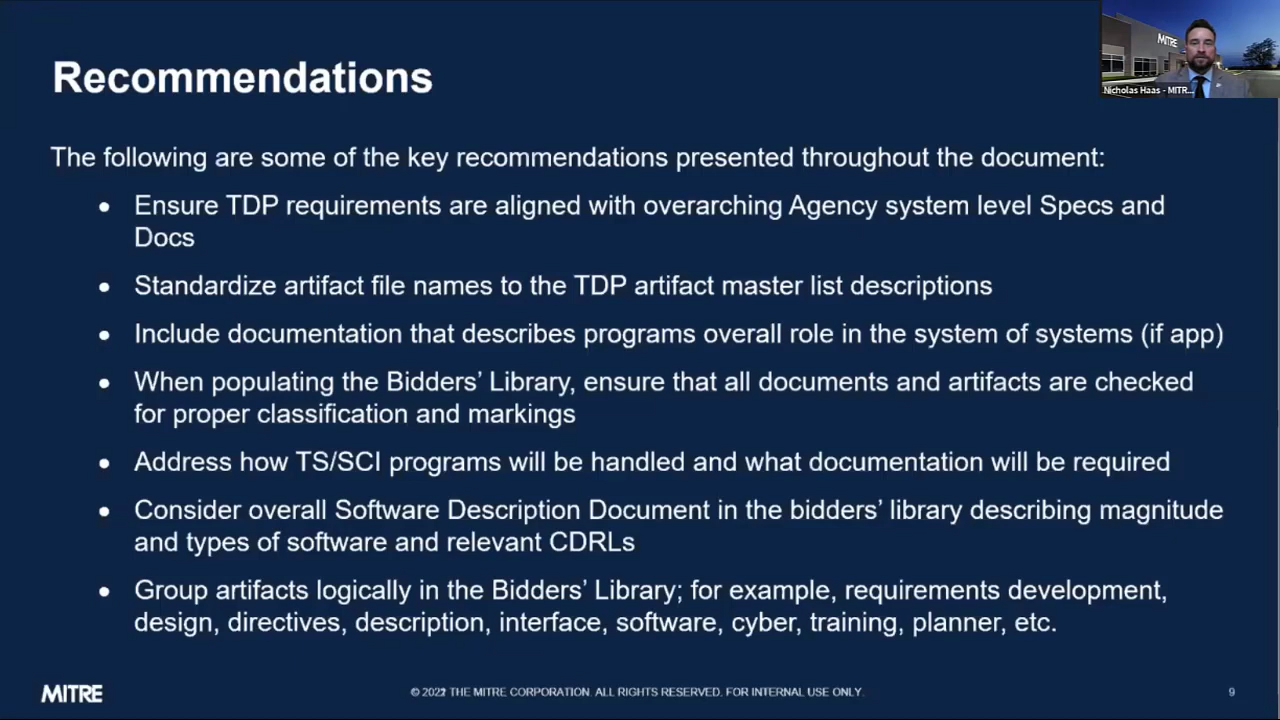 MITRE
Nicholas Haas - MITR...
Recommendations
The following are some of the key recommendations presented throughout the document:
• Ensure TDP requirements are aligned with overarching Agency system level Specs and
Docs
• Standardize artifact file names to the TDP artifact master list descriptions
• Include documentation that describes programs overall role in the system of systems (if app)
• When populating the Bidders’ Library, ensure that all documents and artifacts are checked
for proper classification and markings
• Address how TS/SCI programs will be handled and what documentation will be required
• Consider overall Software Description Document in the bidders’ library describing magnitude
and types of software and relevant CDRLs
• Group artifacts logically in the Bidders’ Library; for example, requirements development,
design, directives, description, interface, software, cyber, training, planner, etc.
MITRE
© 2022 THE MITRE CORPORATION. ALL RIGHTS RESERVED. FOR INTERNAL USE ONLY.
9